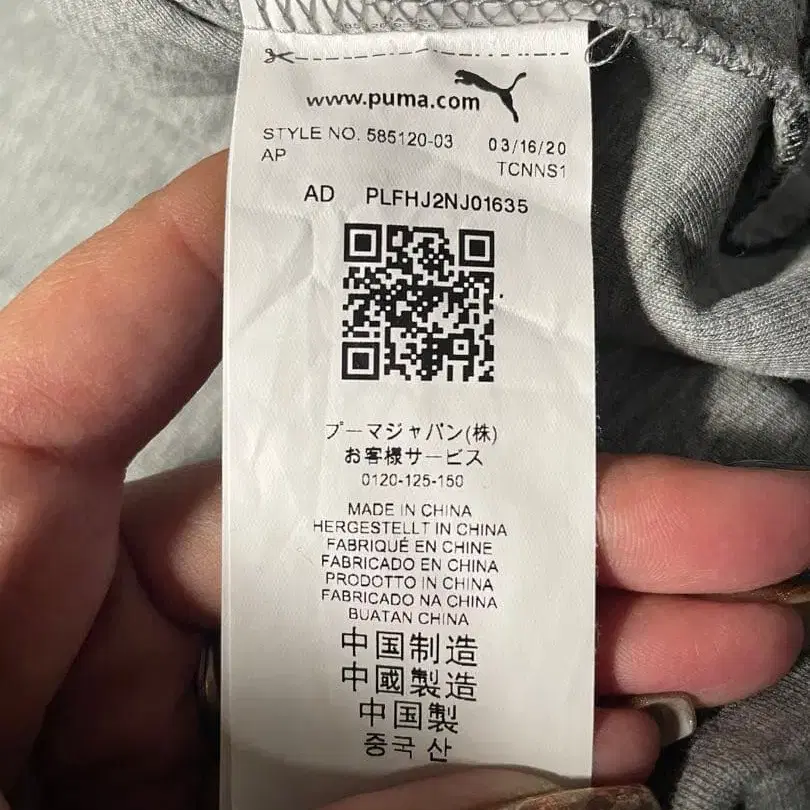 www.puma.com
STYLE NO. 585120-03 03/16/20
AP TCNNS1
AD PLFHJ2NJ01635
プーマジャパン(株)
お客様サービス
0120-125-150
MADE IN CHINA
HERGESTELLT IN CHINA
FABRIQUÉ EN CHINE
FABRICADO EN CHINA
PRODOTTO IN CHINA
FABRICADO NA CHINA
BUATAN CHINA
中国制造
中國製造
中国製
중국 산